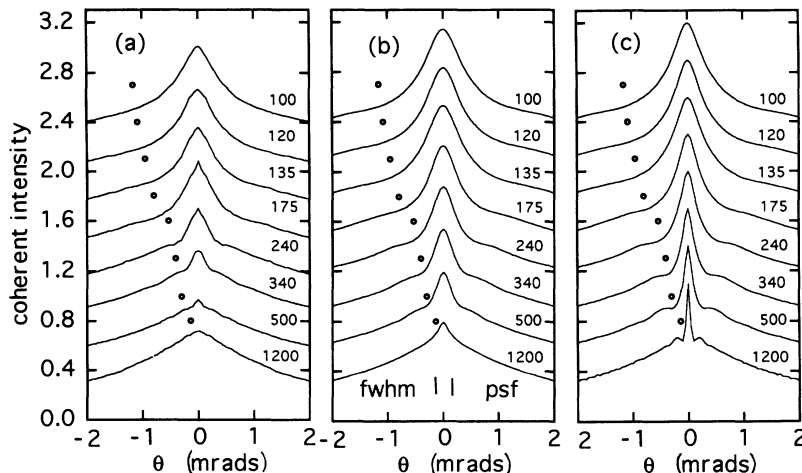 (a)
(b)
(c)
coherent intensity
3.2
2.8
2.4
2.0
1.6
1.2
0.8
0.4
0.0
100
120
135
175
240
340
500
1200
100
120
135
175
240
340
500
1200
fwhm
psf
100
120
135
175
240
340
500
1200
-2 -1 0 1 2
-2 -1 0 1 2
-2 -1 0 1 2
θ (mrads)
θ (mrads)
θ (mrads)